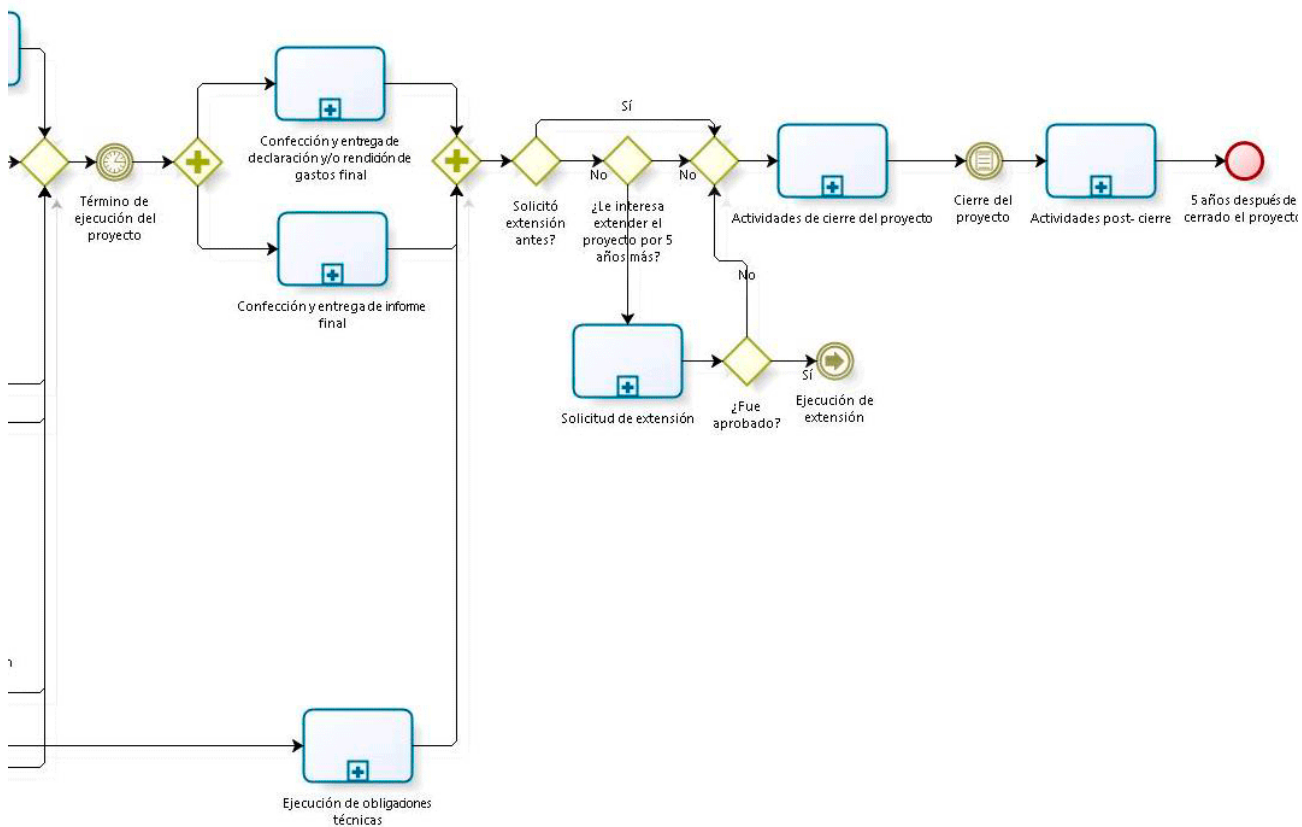 Sí
Confección y entrega de
declaración y/o rendición de
gastos final
Término de
ejecución del
proyecto
No
No
Solicitó
extensión
antes?
¿Le interesa
extender el
proyecto por 5
años más?
Actividades de cierre del proyecto
Cierre del
proyecto
Actividades post- cierre
5 años después de
cerrado el proyecto
Confección y entrega de informe
final
No
Sí
Solicitud de extensión
¿Fue
aprobado?
Ejecución de
extensión
n
Ejecución de obligaciones
técnicas